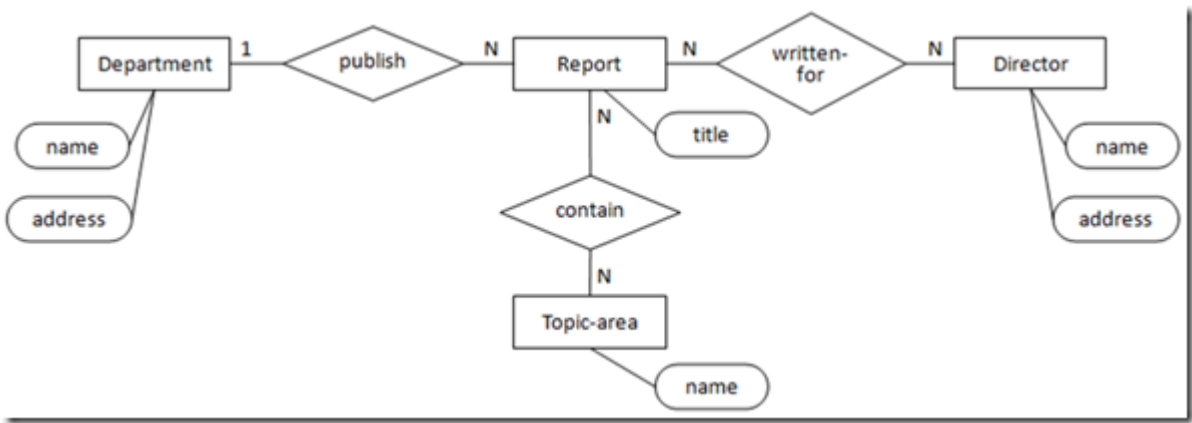 Department
1
publish
N
Report
N
written-
for
N
Director
name
address
N
title
name
address
contain
N
Topic-area
name